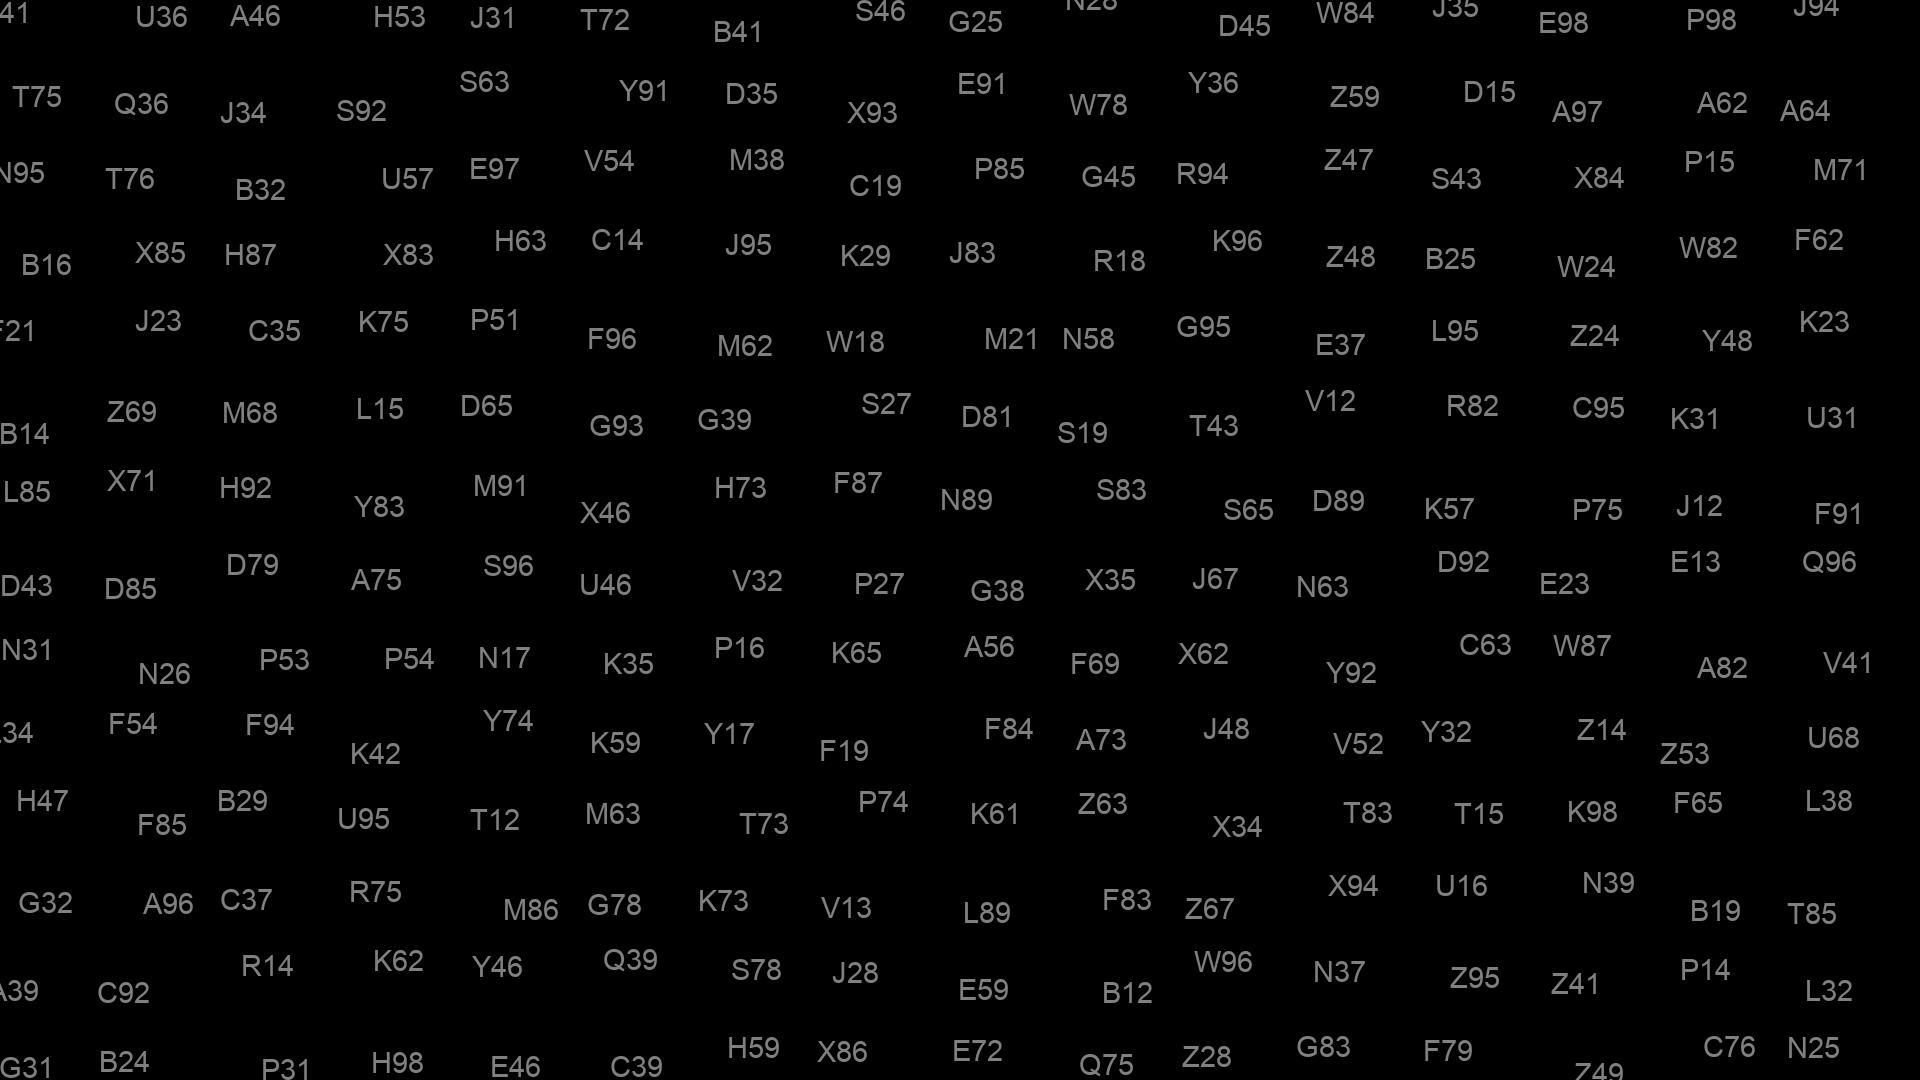 41 U36 A46 H53 J31 T72 B41 S46 G25 N28 D45 W84 J35 E98 P98 J94
T75 Q36 J34 S92 S63 Y91 D35 X93 E91 W78 Y36 Z59 D15 A97 A62 A64
N95 T76 B32 U57 E97 V54 M38 C19 P85 G45 R94 Z47 S43 X84 P15 M71
B16 X85 H87 X83 H63 C14 J95 K29 J83 R18 K96 Z48 B25 W24 W82 F62
F21 J23 C35 K75 P51 F96 M62 W18 M21 N58 G95 E37 L95 Z24 Y48 K23
B14 Z69 M68 L15 D65 G93 G39 S27 D81 S19 T43 V12 R82 C95 K31 U31
L85 X71 H92 Y83 M91 X46 H73 F87 N89 S83 S65 D89 K57 P75 J12 F91
D43 D85 D79 A75 S96 U46 V32 P27 G38 X35 J67 N63 D92 E23 E13 Q96
N31 N26 P53 P54 N17 K35 P16 K65 A56 F69 X62 Y92 C63 W87 A82 V41
34 F54 F94 K42 Y74 K59 Y17 F19 F84 A73 J48 V52 Y32 Z14 Z53 U68
H47 F85 B29 U95 T12 M63 T73 P74 K61 Z63 X34 T83 T15 K98 F65 L38
G32 A96 C37 R75 M86 G78 K73 V13 L89 F83 Z67 X94 U16 N39 B19 T85
A39 C92 R14 K62 Y46 Q39 S78 J28 E59 B12 W96 N37 Z95 Z41 P14 L32
G31 B24 P31 H98 E46 C39 H59 X86 E72 Q75 Z28 G83 F79 Z49 C76 N25